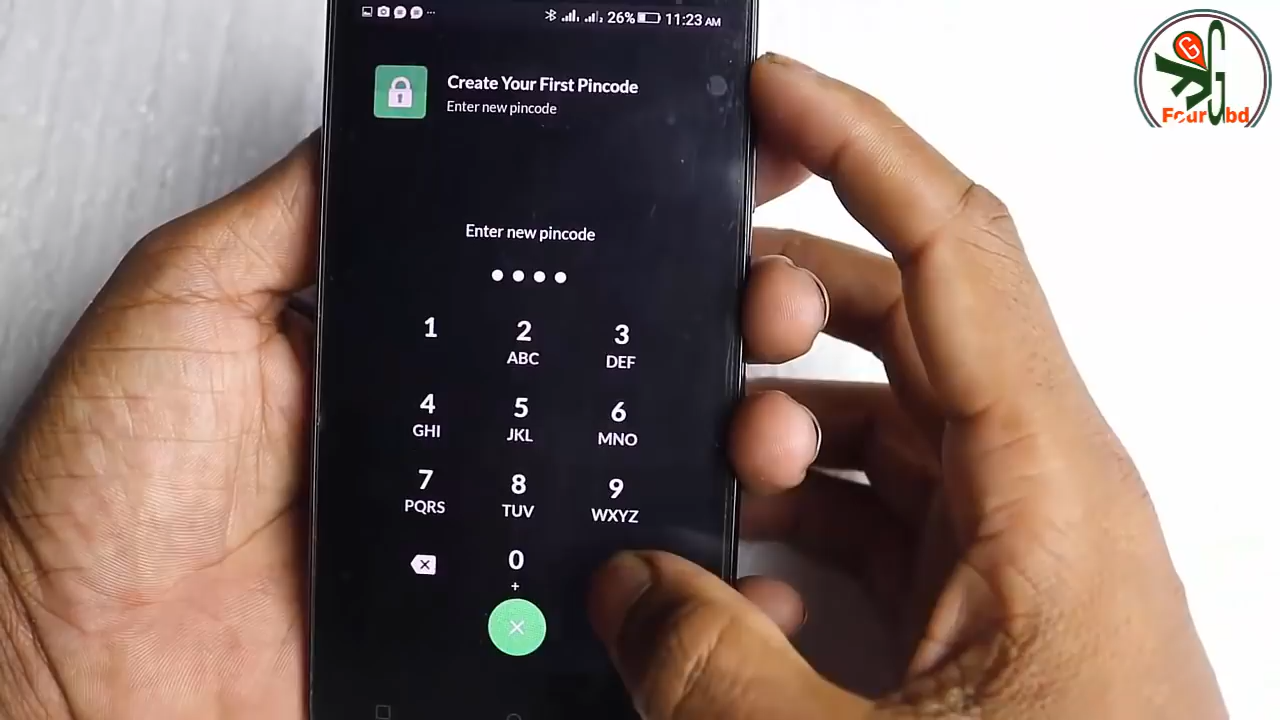 26% 11:23 AM
Create Your First Pincode
Enter new pincode
Enter new pincode
1 2 3
ABC DEF
4 5 6
GHI JKL MNO
7 8 9
PQRS TUV WXYZ
0
+
G